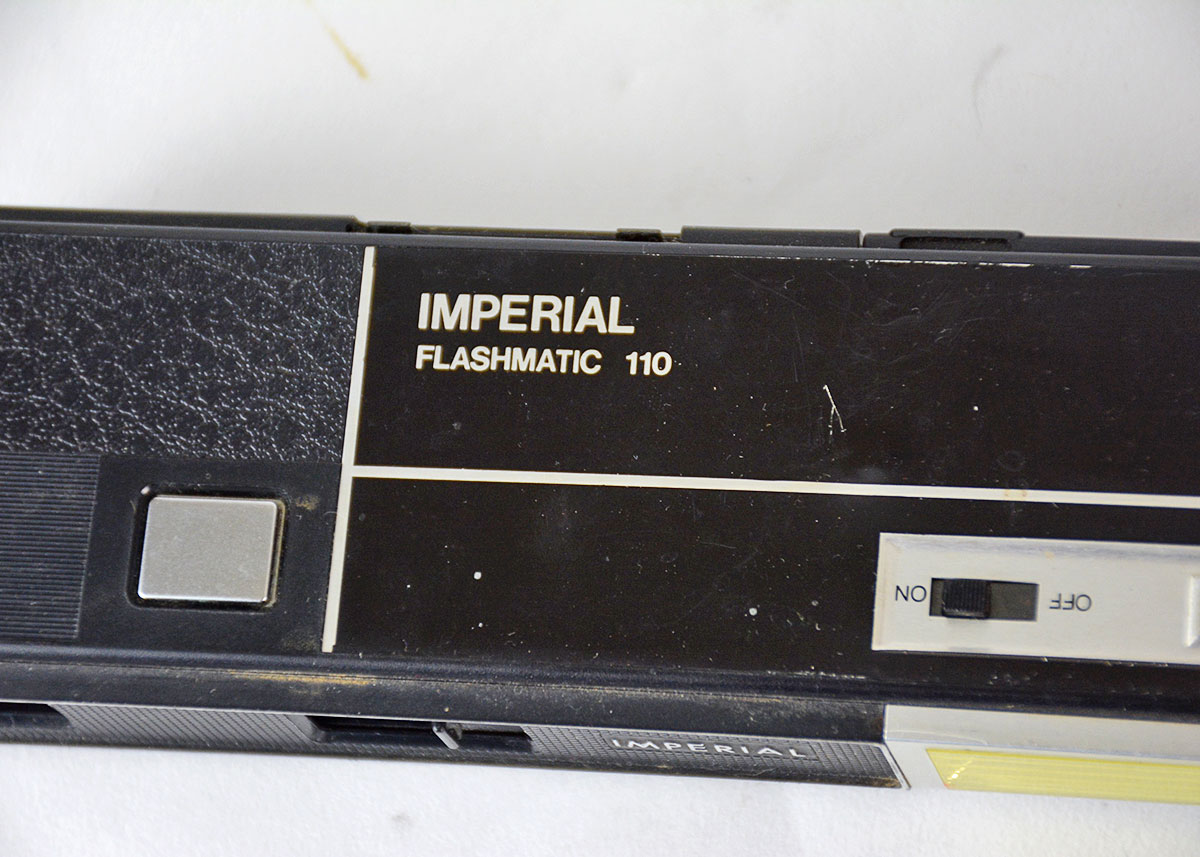 IMPERIAL
FLASHMATIC 110
ON OFF
IMPERIAL